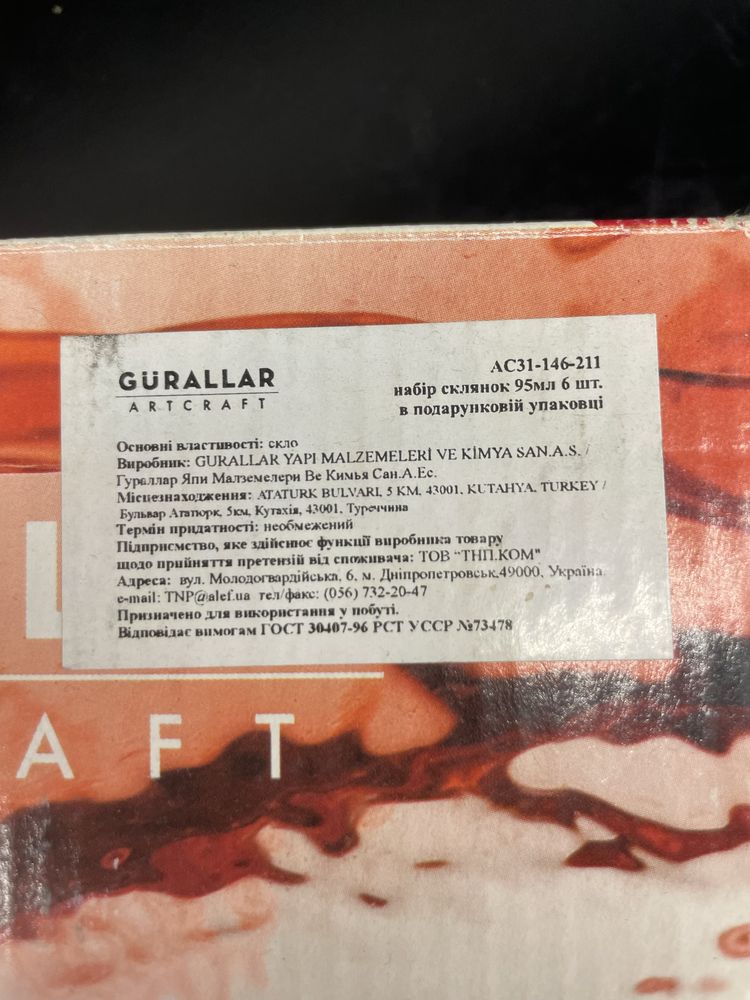 GÜRALLAR
ARTCRAFT
AC31-146-211
набір склянок 95мл 6 шт.
в подарунковій упаковці
Основні властивості: скло
Виробник: GURALLAR YAPI MALZEMELERİ VE KİMYA SAN.A.S. /
Гураллар Япи Малземелери Ве Кимья Сан.А.Ес.
Місцезнаходження: ATATURK BULVARI, 5 KM, 43001, KUTAHYA, TURKEY /
Бульвар Ататюрк, 5км, Кутахія, 43001, Туреччина
Термін придатності: необмежений
Підприємство, яке здійснює функції виробника товару
щодо прийняття претензій від споживача: ТОВ "ТНП.КОМ"
Адреса: вул. Молодогвардійська, 6, м. Дніпропетровськ,49000, Україна.
e-mail: TNP@alef.ua тел/факс: (056) 732-20-47
Призначено для використання у побуті.
Відповідає вимогам ГОСТ 30407-96 РСТ УССР №73478
L
AFT